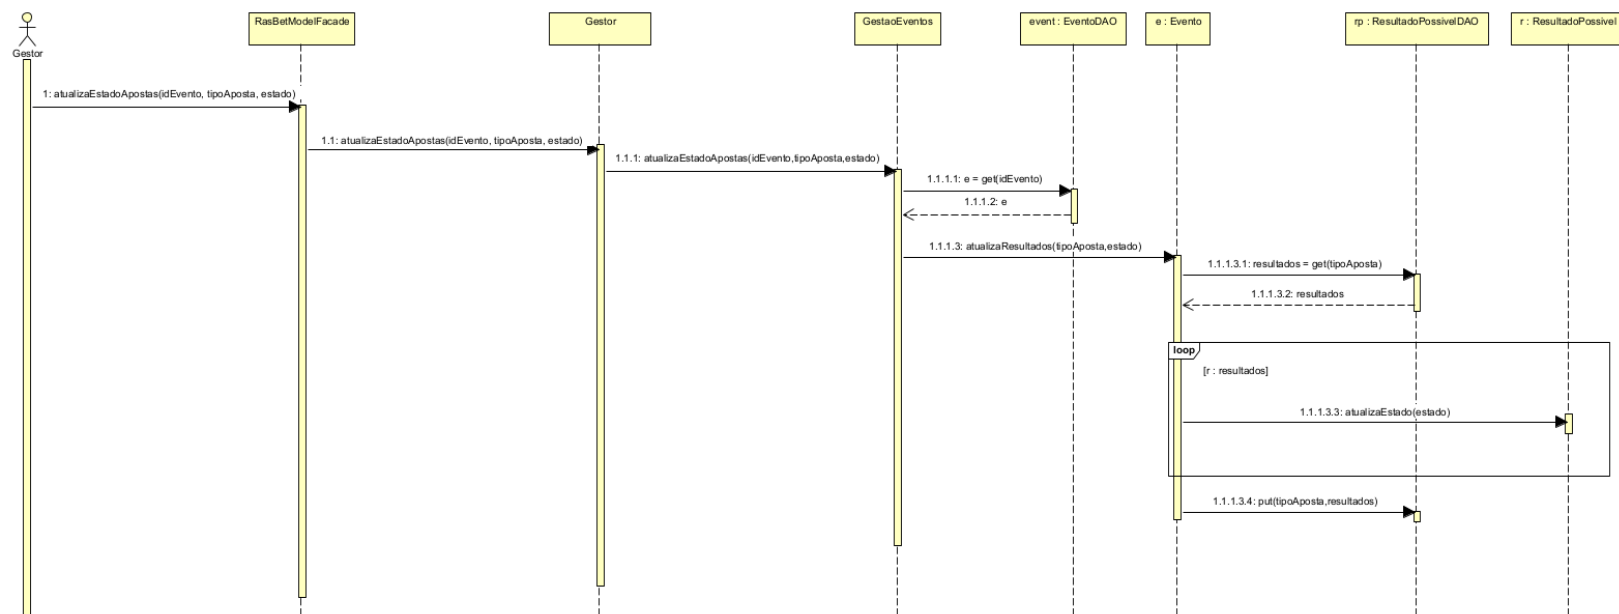 RasBetModelFacade
Gestor
GestaoEventos
event : EventoDAO
e : Evento
rp : ResultadoPossivelDAO
r : ResultadoPossivel
Gestor
1: atualizaEstadoApostas(idEvento, tipoAposta, estado)
1.1: atualizaEstadoApostas(idEvento, tipoAposta, estado)
1.1.1: atualizaEstadoApostas(idEvento,tipoAposta,estado)
1.1.1.1: e = get(idEvento)
1.1.1.2: e
1.1.1.3: atualizaResultados(tipoAposta,estado)
1.1.1.3.1: resultados = get(tipoAposta)
1.1.1.3.2: resultados
loop
[r : resultados]
1.1.1.3.3: atualizaEstado(estado)
1.1.1.3.4: put(tipoAposta,resultados)